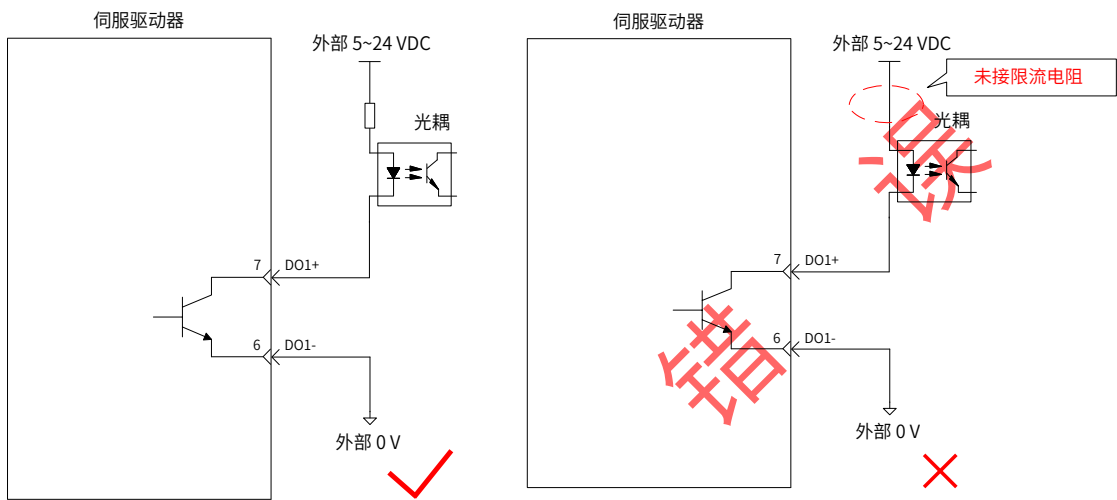 伺服驱动器
外部 5~24 VDC
光耦
7
DO1+
6
DO1-
外部 0 V
伺服驱动器
外部 5~24 VDC
未接限流电阻
光耦
7
DO1+
6
DO1-
外部 0 V
错误